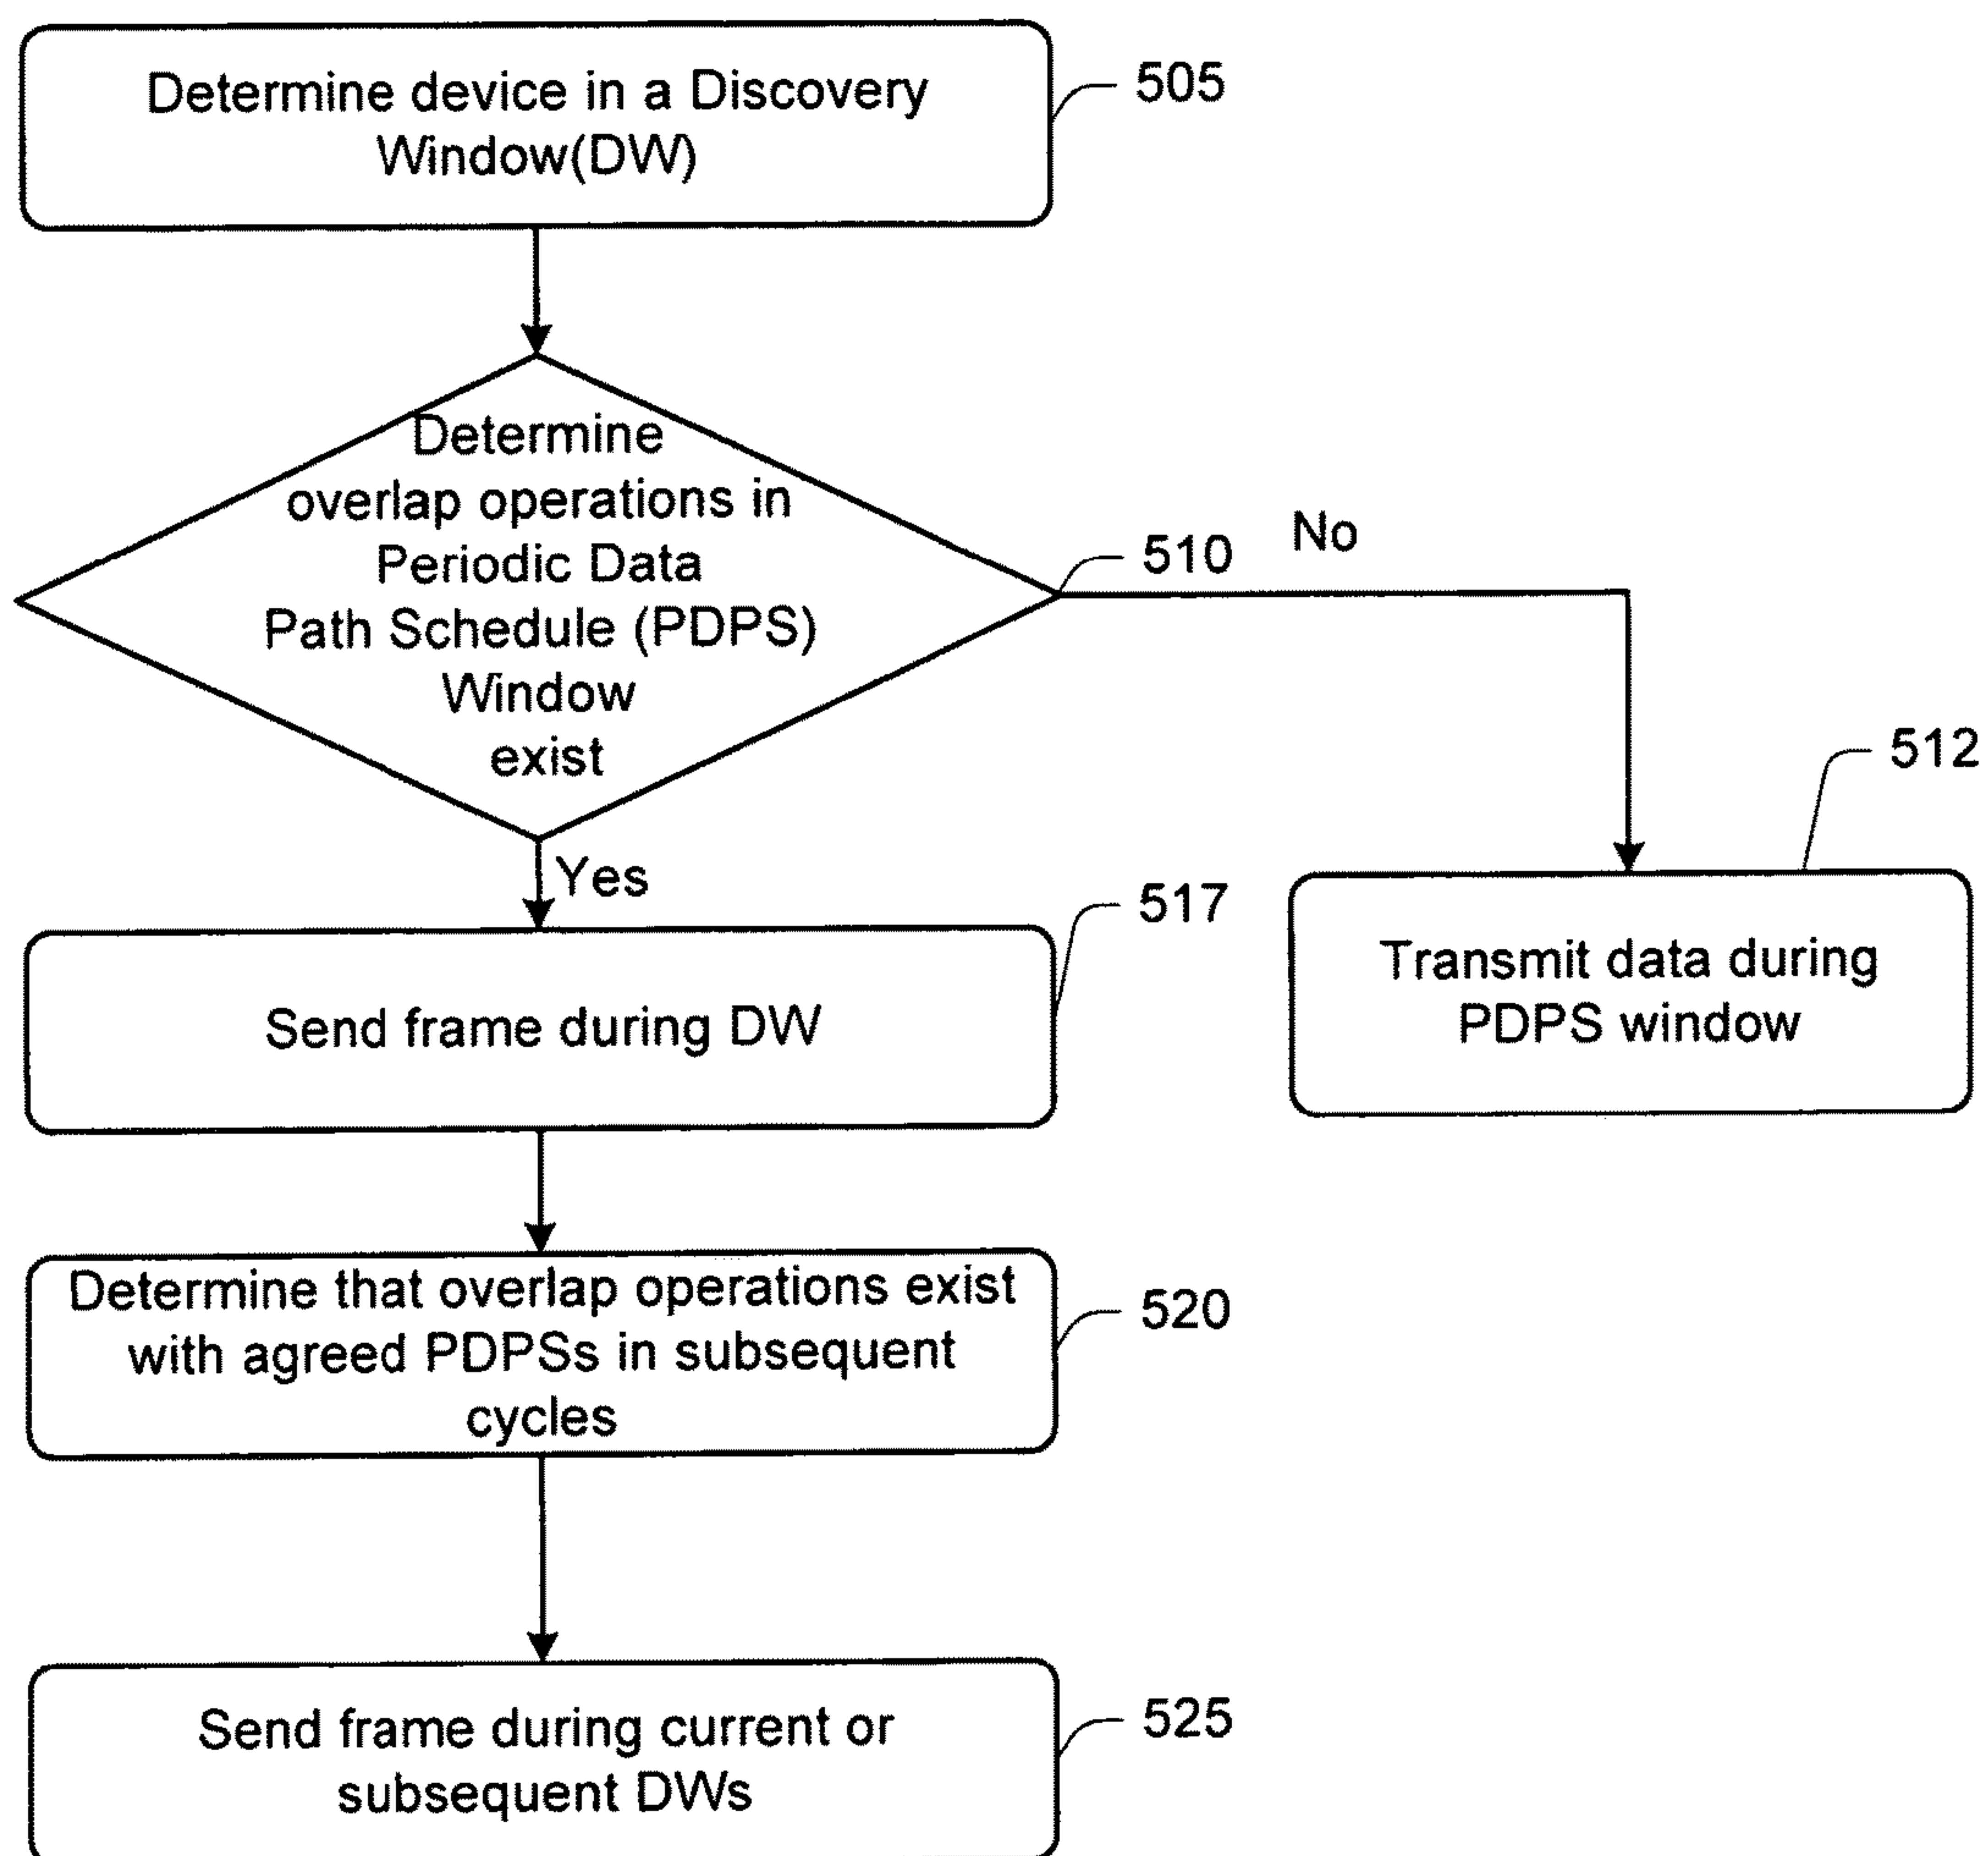 Determine device in a Discovery
Window(DW)
505
Determine
overlap operations in
Periodic Data
Path Schedule (PDPS)
Window
exist
510
No
512
Transmit data during
PDPS window
Yes
517
Send frame during DW
Determine that overlap operations exist
with agreed PDPSs in subsequent
cycles
520
Send frame during current or
subsequent DWs
525